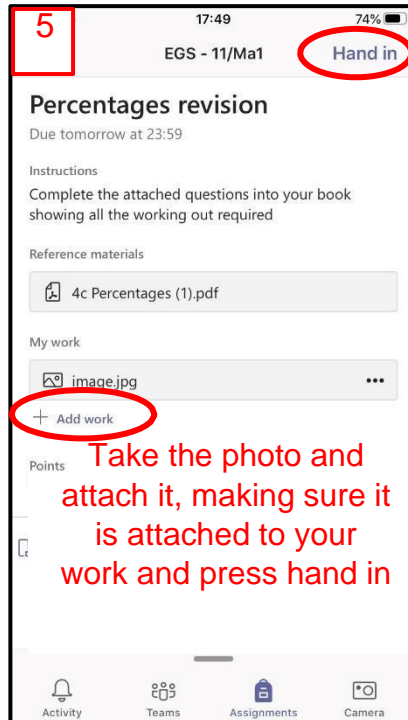 5
17:49
74%
EGS - 11/Ma1
Hand in
Percentages revision
Due tomorrow at 23:59
Instructions
Complete the attached questions into your book
showing all the working out required
Reference materials
4c Percentages (1).pdf
My work
image.jpg
+ Add work
Points
Take the photo and
attach it, making sure it
is attached to your
work and press hand in
Activity
Teams
Assignments
Camera